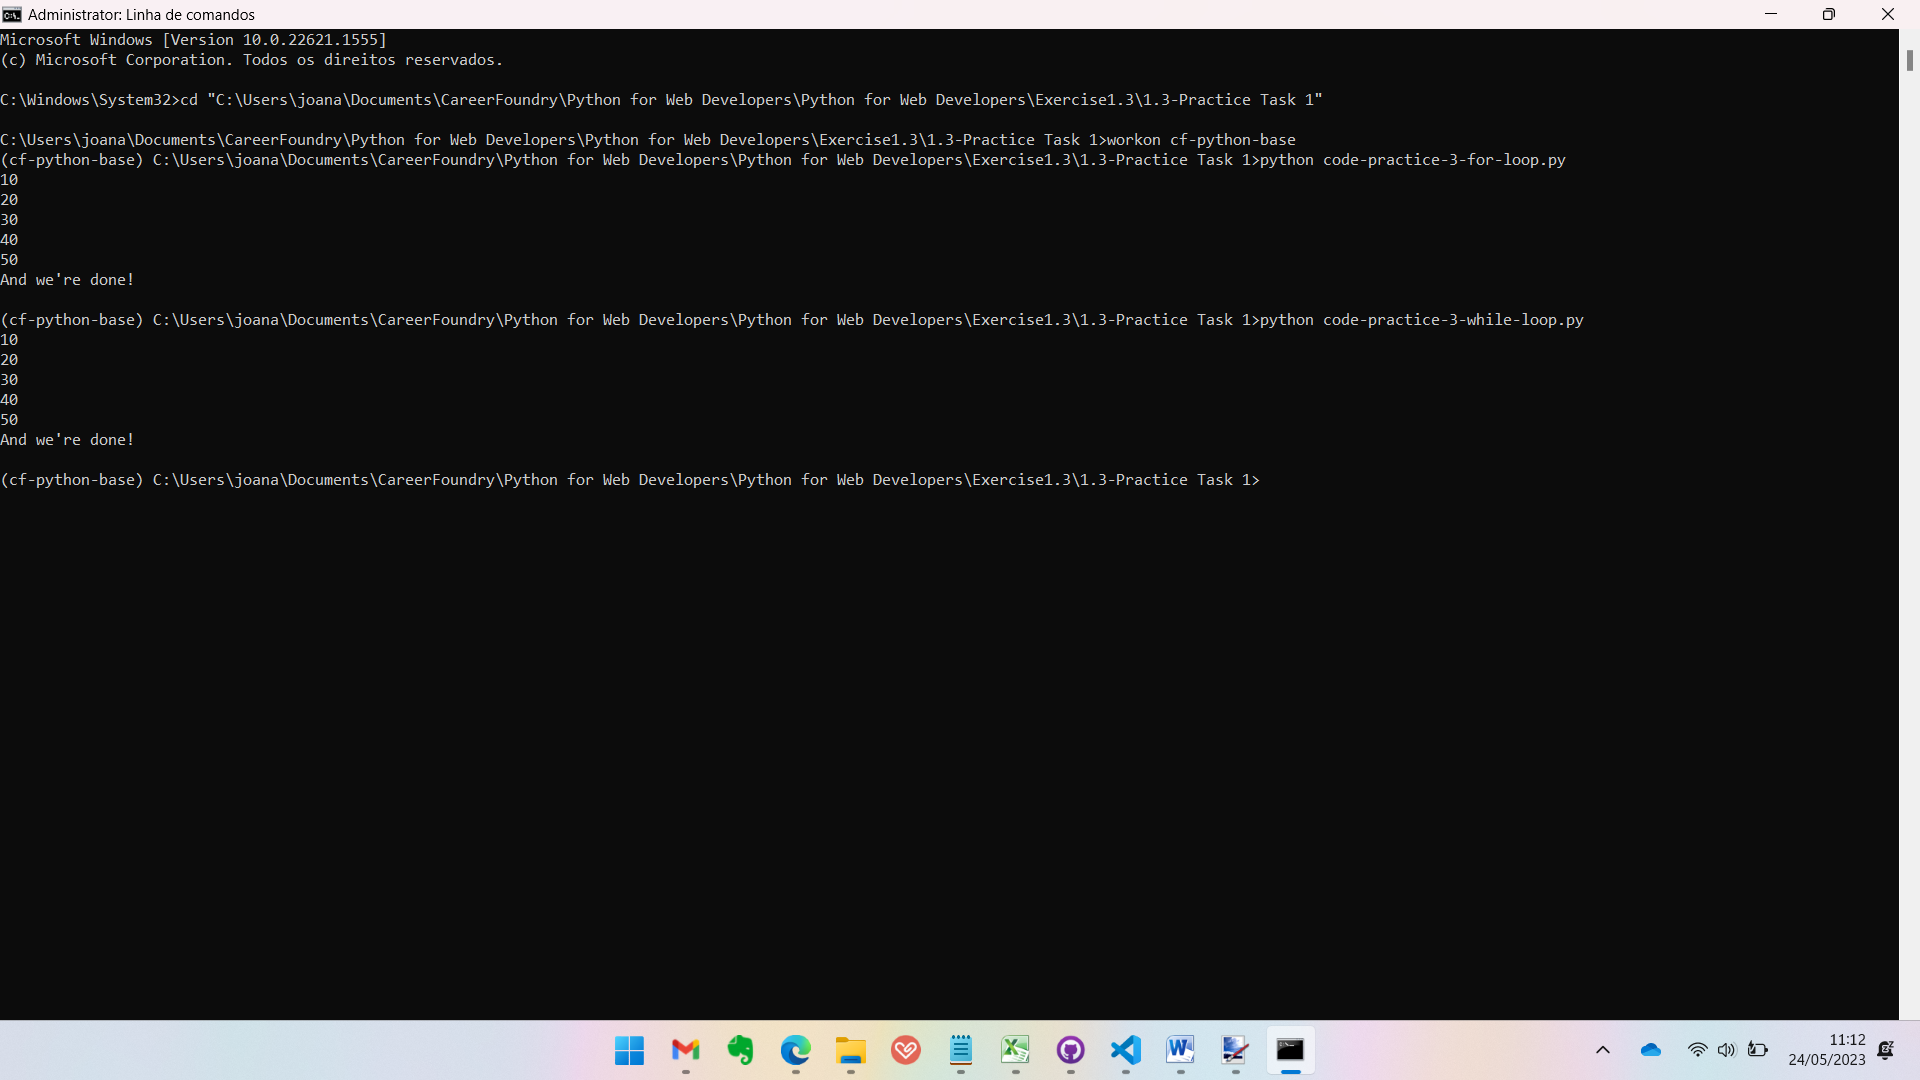 Administrator: Linha de comandos
Microsoft Windows [Version 10.0.22621.1555]
(c) Microsoft Corporation. Todos os direitos reservados.
C:\Windows\System32>cd "C:\Users\joana\Documents\CareerFoundry\Python for Web Developers\Python for Web Developers\Exercise1.3\1.3-Practice Task 1"
C:\Users\joana\Documents\CareerFoundry\Python for Web Developers\Python for Web Developers\Exercise1.3\1.3-Practice Task 1>workon cf-python-base
(cf-python-base) C:\Users\joana\Documents\CareerFoundry\Python for Web Developers\Python for Web Developers\Exercise1.3\1.3-Practice Task 1>python code-practice-3-for-loop.py
10
20
30
40
50
And we're done!
(cf-python-base) C:\Users\joana\Documents\CareerFoundry\Python for Web Developers\Python for Web Developers\Exercise1.3\1.3-Practice Task 1>python code-practice-3-while-loop.py
10
20
30
40
50
And we're done!
(cf-python-base) C:\Users\joana\Documents\CareerFoundry\Python for Web Developers\Python for Web Developers\Exercise1.3\1.3-Practice Task 1>
11:12
24/05/2023